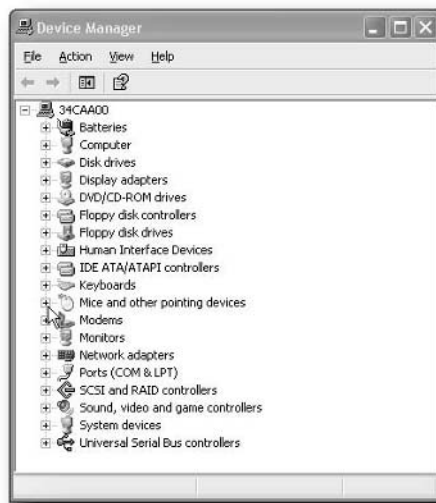 Device Manager
File Action View Help
34CAA00
Batteries
Computer
Disk drives
Display adapters
DVD/CD-ROM drives
Floppy disk controllers
Floppy disk drives
Human Interface Devices
IDE ATA/ATAPI controllers
Keyboards
Mice and other pointing devices
Modems
Monitors
Network adapters
Ports (COM & LPT)
SCSI and RAID controllers
Sound, video and game controllers
System devices
Universal Serial Bus controllers